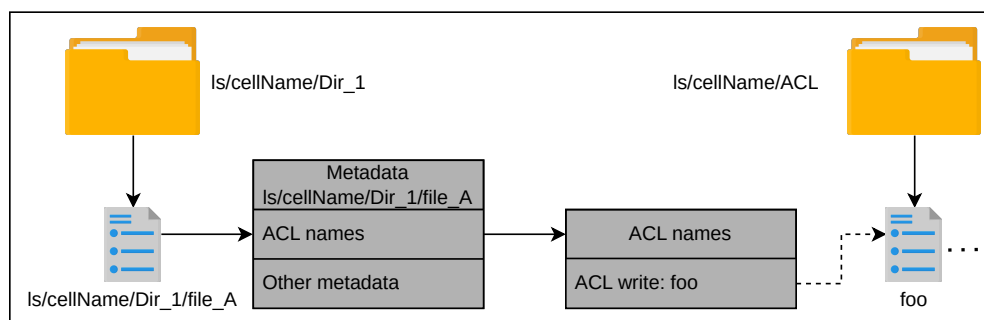 ls/cellName/Dir_1
ls/cellName/ACL
Metadata
ls/cellName/Dir_1/file_A
ACL names
Other metadata
ACL names
ACL write: foo
ls/cellName/Dir_1/file_A
foo
....